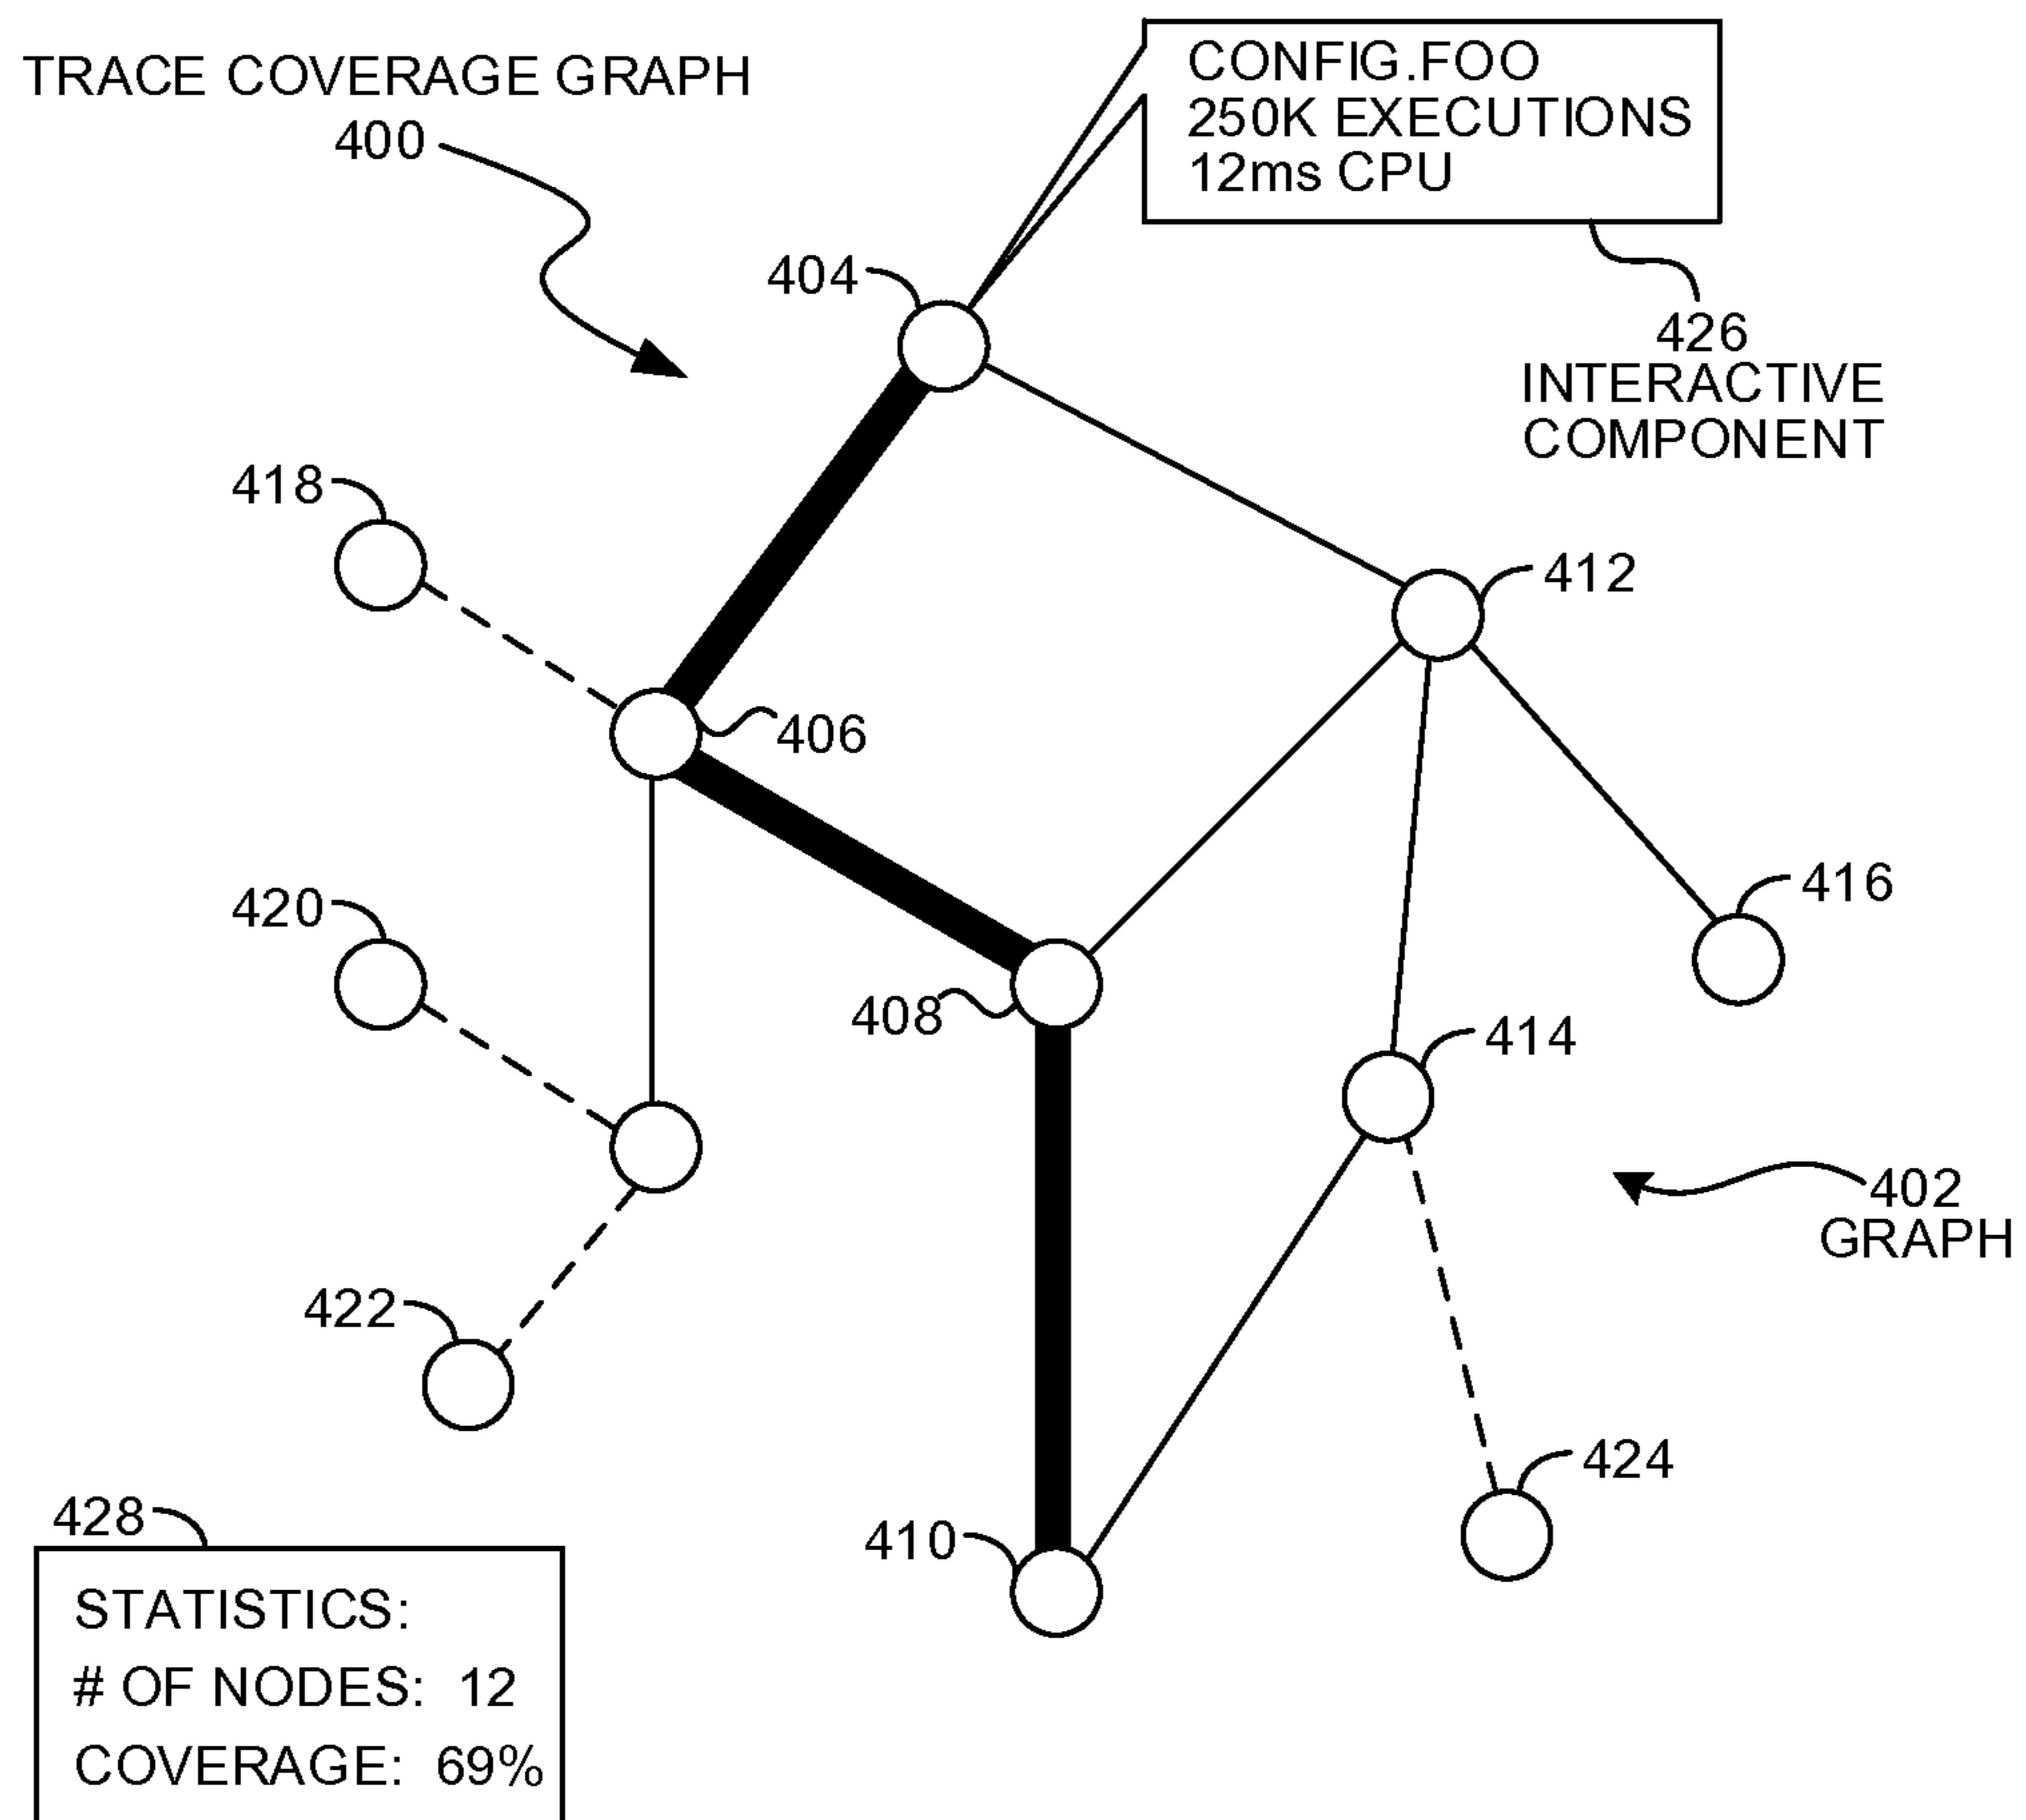 TRACE COVERAGE GRAPH
400
CONFIG.FOO
250K EXECUTIONS
12ms CPU
404
426
INTERACTIVE
COMPONENT
418
412
406
416
420
408
414
402
GRAPH
422
424
410
428
STATISTICS:
# OF NODES: 12
COVERAGE: 69%